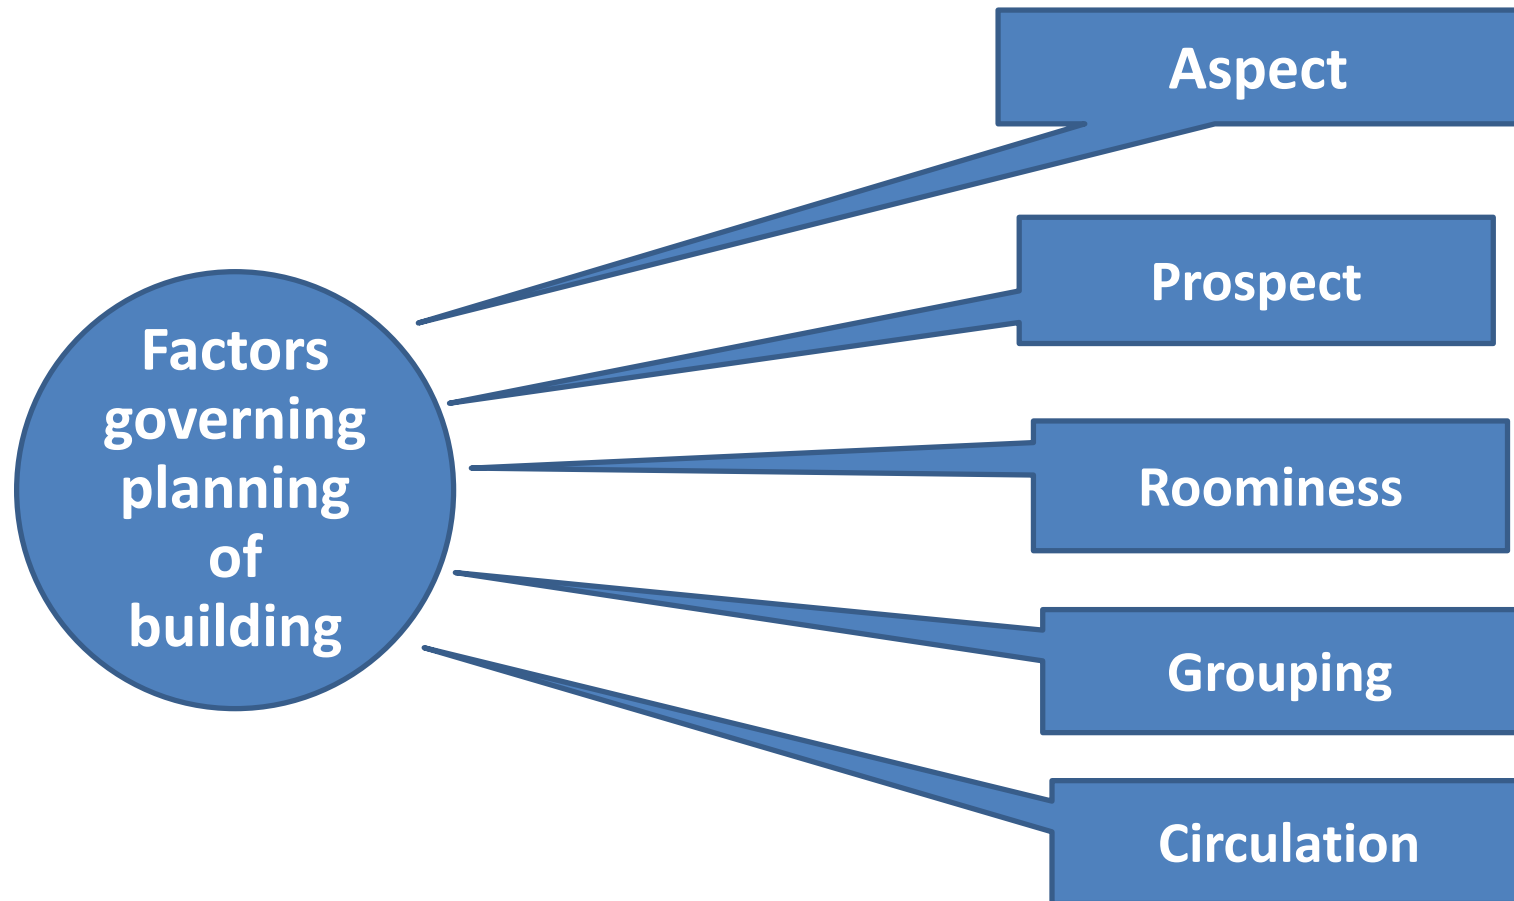 Factors
governing
planning
of
building
Aspect
Prospect
Roominess
Grouping
Circulation